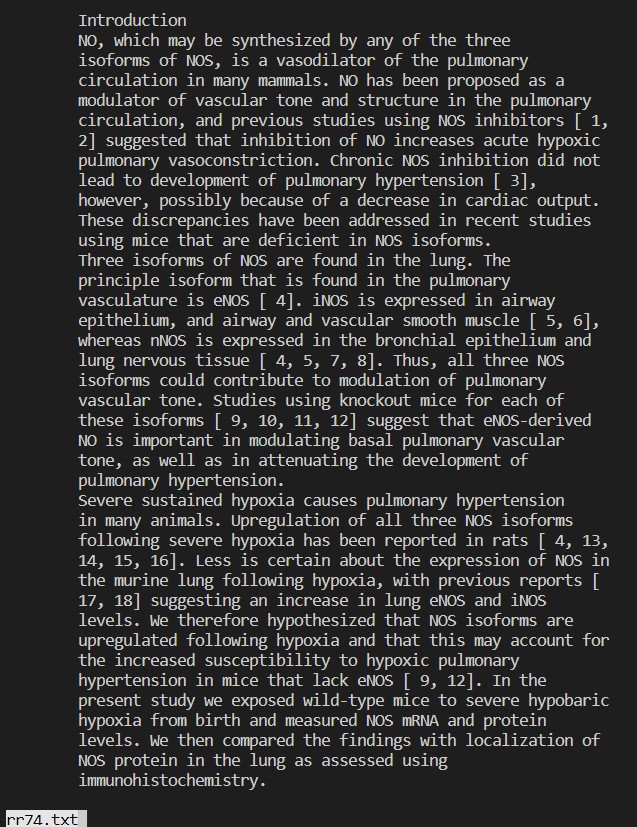 Introduction
NO, which may be synthesized by any of the three
isoforms of NOS, is a vasodilator of the pulmonary
circulation in many mammals. NO has been proposed as a
modulator of vascular tone and structure in the pulmonary
circulation, and previous studies using NOS inhibitors [ 1,
2] suggested that inhibition of NO increases acute hypoxic
pulmonary vasoconstriction. Chronic NOS inhibition did not
lead to development of pulmonary hypertension [ 3],
however, possibly because of a decrease in cardiac output.
These discrepancies have been addressed in recent studies
using mice that are deficient in NOS isoforms.
Three isoforms of NOS are found in the lung. The
principle isoform that is found in the pulmonary
vasculature is eNOS [ 4]. iNOS is expressed in airway
epithelium, and airway and vascular smooth muscle [ 5, 6],
whereas nNOS is expressed in the bronchial epithelium and
lung nervous tissue [ 4, 5, 7, 8]. Thus, all three NOS
isoforms could contribute to modulation of pulmonary
vascular tone. Studies using knockout mice for each of
these isoforms [ 9, 10, 11, 12] suggest that eNOS-derived
NO is important in modulating basal pulmonary vascular
tone, as well as in attenuating the development of
pulmonary hypertension.
Severe sustained hypoxia causes pulmonary hypertension
in many animals. Upregulation of all three NOS isoforms
following severe hypoxia has been reported in rats [ 4, 13,
14, 15, 16]. Less is certain about the expression of NOS in
the murine lung following hypoxia, with previous reports [
17, 18] suggesting an increase in lung eNOS and iNOS
levels. We therefore hypothesized that NOS isoforms are
upregulated following hypoxia and that this may account for
the increased susceptibility to hypoxic pulmonary
hypertension in mice that lack eNOS [ 9, 12]. In the
present study we exposed wild-type mice to severe hypobaric
hypoxia from birth and measured NOS mRNA and protein
levels. We then compared the findings with localization of
NOS protein in the lung as assessed using
immunohistochemistry.
rr74.txt